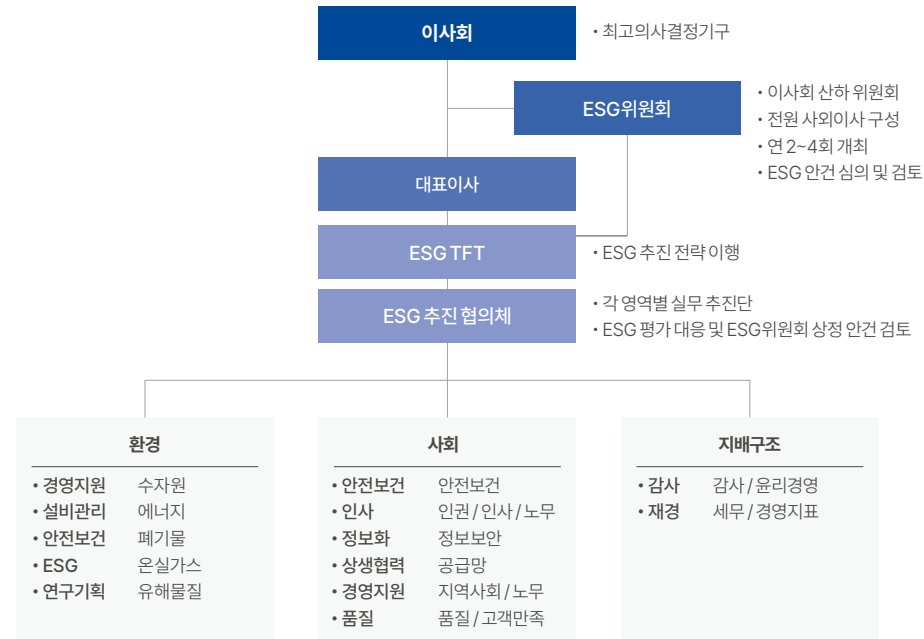 이사회
• 최고의사결정기구
ESG위원회
• 이사회 산하 위원회
• 전원 사외이사 구성
• 연 2~4회 개최
• ESG 안건 심의 및 검토
대표이사
ESG TFT
• ESG 추진 전략 이행
ESG 추진 협의체
• 각 영역별 실무 추진단
• ESG 평가 대응 및 ESG위원회 상정 안건 검토
환경
• 경영지원 수자원
• 설비관리 에너지
• 안전보건 폐기물
• ESG 온실가스
• 연구기획 유해물질
사회
• 안전보건 안전보건
• 인사 인권 / 인사 / 노무
• 정보화 정보보안
• 상생협력 공급망
• 경영지원 지역사회 / 노무
• 품질 품질 / 고객만족
지배구조
• 감사 감사 / 윤리경영
• 재경 세무 / 경영지표